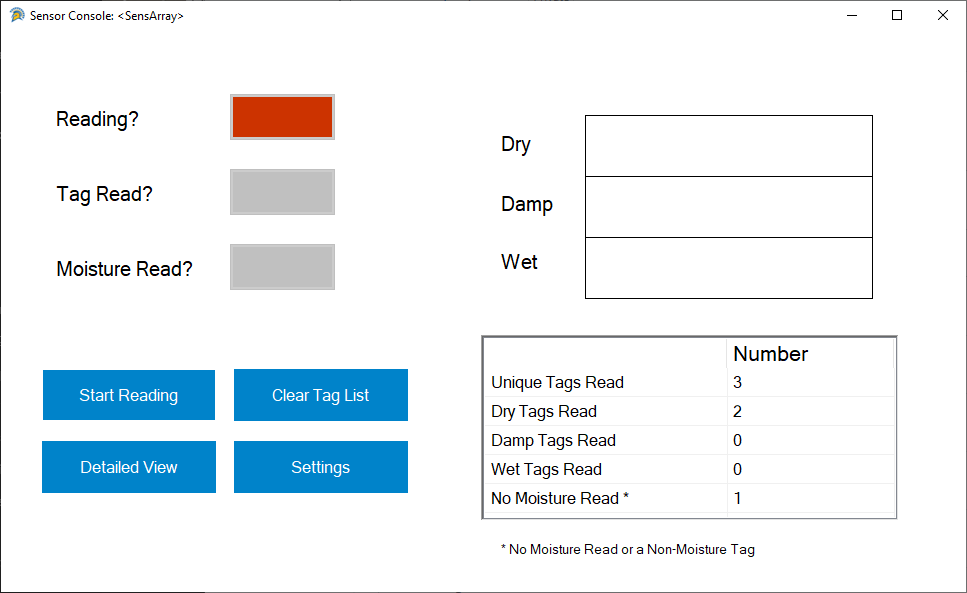 Sensor Console: <SensArray>
Reading?
Tag Read?
Moisture Read?
Dry
Damp
Wet
Start Reading
Clear Tag List
Detailed View
Settings
Number
Unique Tags Read 3
Dry Tags Read 2
Damp Tags Read 0
Wet Tags Read 0
No Moisture Read * 1
* No Moisture Read or a Non-Moisture Tag